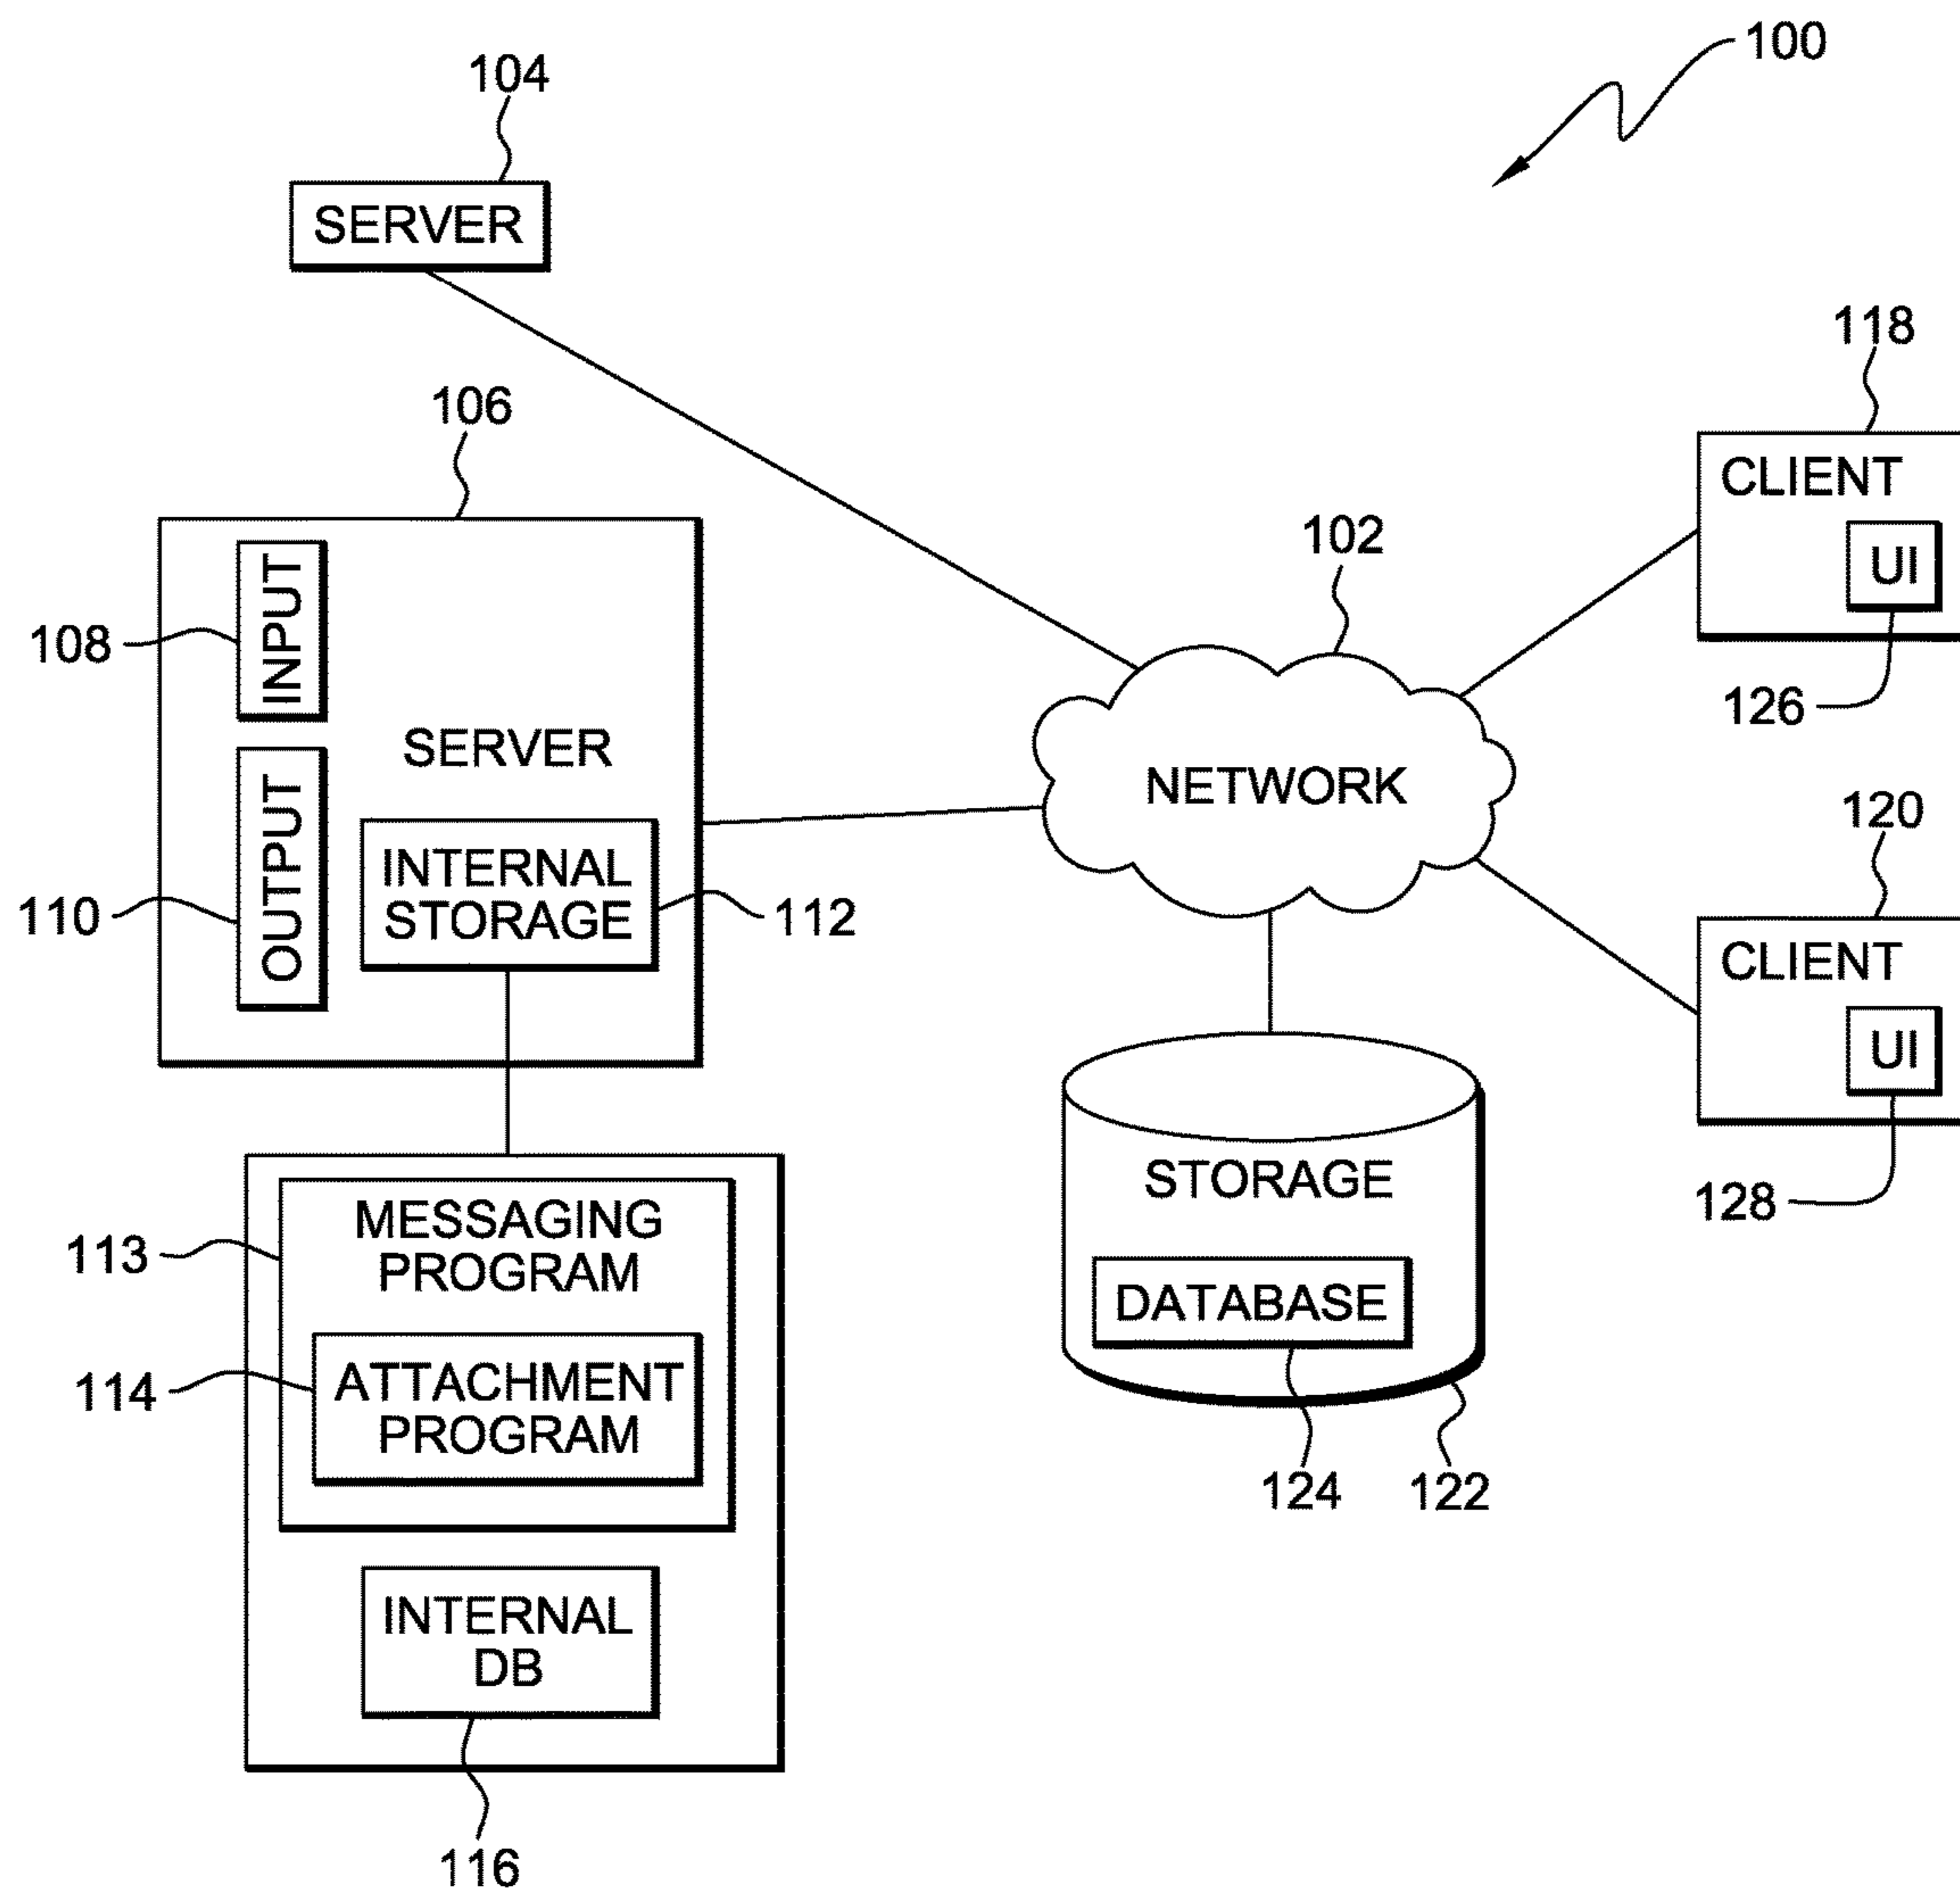 100
104
SERVER
118
106
CLIENT
102
UI
INPUT
108
126
SERVER
NETWORK
120
INTERNAL
STORAGE
OUTPUT
110
112
CLIENT
UI
STORAGE
128
MESSAGING
PROGRAM
113
DATABASE
ATTACHMENT
PROGRAM
114
124
122
INTERNAL
DB
116